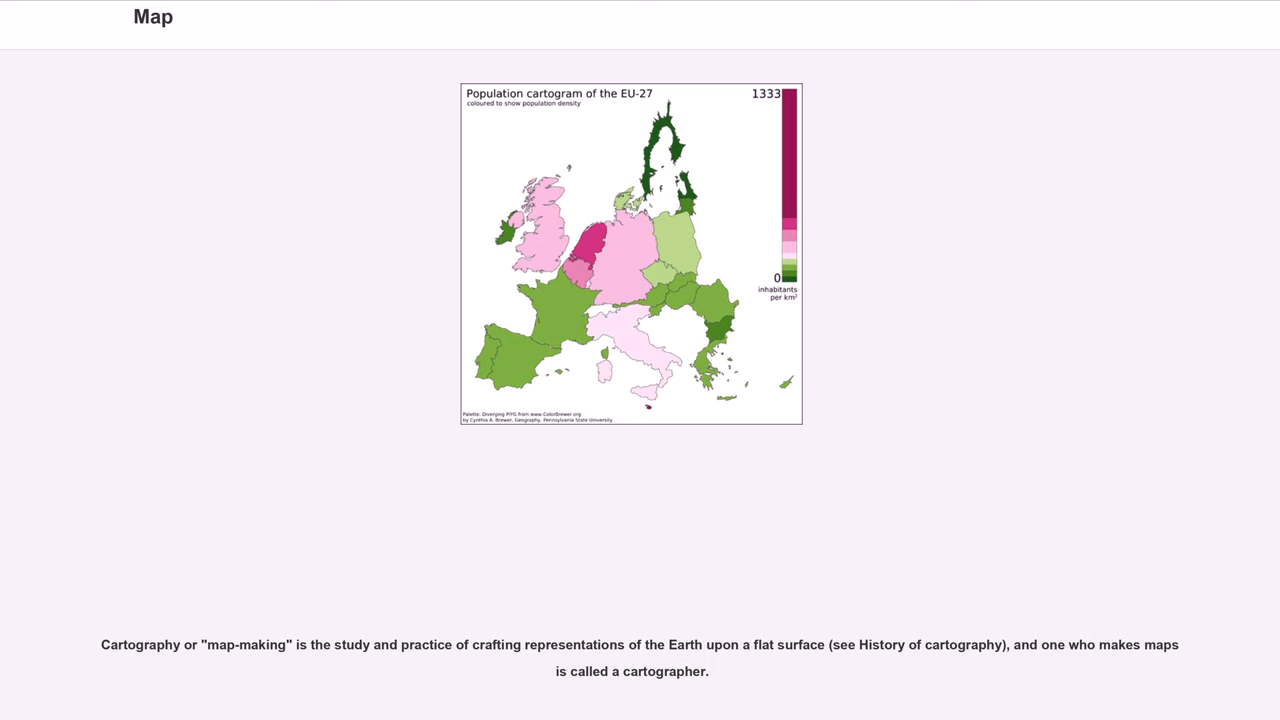 Map
Population cartogram of the EU-27
coloured to show population density
1333
0
inhabitants
per km²
Palette: Diverging PiYG from www.ColorBrewer.org
by Cynthia A. Brewer, Geography, Pennsylvania State University
Cartography or "map-making" is the study and practice of crafting representations of the Earth upon a flat surface (see History of cartography), and one who makes maps
is called a cartographer.